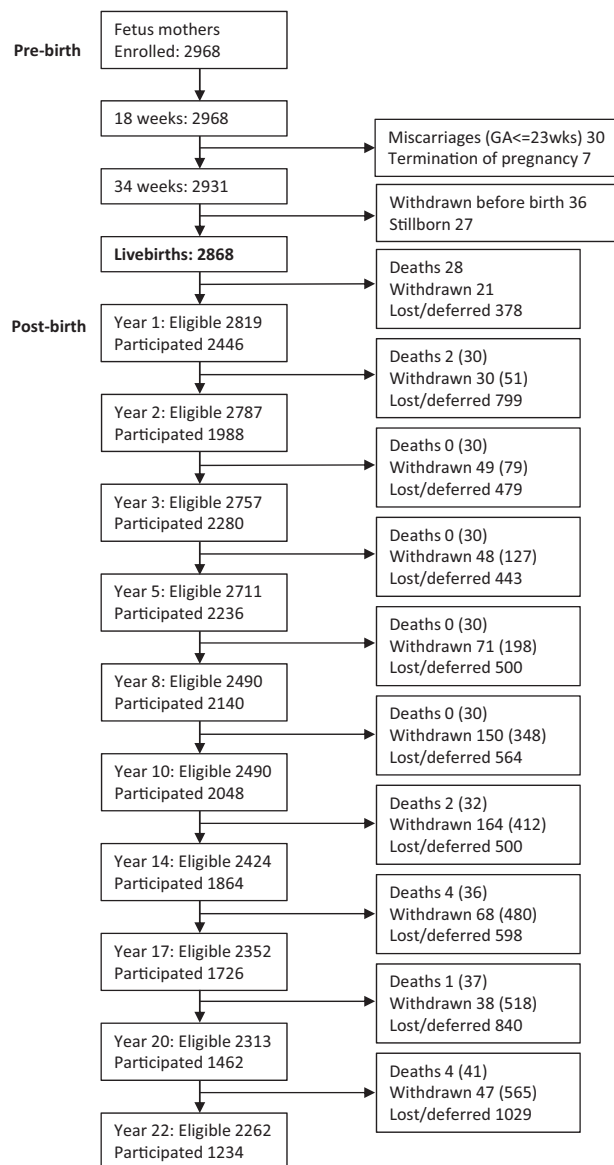 Pre-birth
Fetus mothers
Enrolled: 2968
18 weeks: 2968
Miscarriages (GA<=23wks) 30
Termination of pregnancy 7
34 weeks: 2931
Withdrawn before birth 36
Stillborn 27
Livebirths: 2868
Deaths 28
Withdrawn 21
Lost/deferred 378
Post-birth
Year 1: Eligible 2819
Participated 2446
Deaths 2 (30)
Withdrawn 30 (51)
Lost/deferred 799
Year 2: Eligible 2787
Participated 1988
Deaths 0 (30)
Withdrawn 49 (79)
Lost/deferred 479
Year 3: Eligible 2757
Participated 2280
Deaths 0 (30)
Withdrawn 48 (127)
Lost/deferred 443
Year 5: Eligible 2711
Participated 2236
Deaths 0 (30)
Withdrawn 71 (198)
Lost/deferred 500
Year 8: Eligible 2490
Participated 2140
Deaths 0 (30)
Withdrawn 150 (348)
Lost/deferred 564
Year 10: Eligible 2490
Participated 2048
Deaths 2 (32)
Withdrawn 164 (412)
Lost/deferred 500
Year 14: Eligible 2424
Participated 1864
Deaths 4 (36)
Withdrawn 68 (480)
Lost/deferred 598
Year 17: Eligible 2352
Participated 1726
Deaths 1 (37)
Withdrawn 38 (518)
Lost/deferred 840
Year 20: Eligible 2313
Participated 1462
Deaths 4 (41)
Withdrawn 47 (565)
Lost/deferred 1029
Year 22: Eligible 2262
Participated 1234